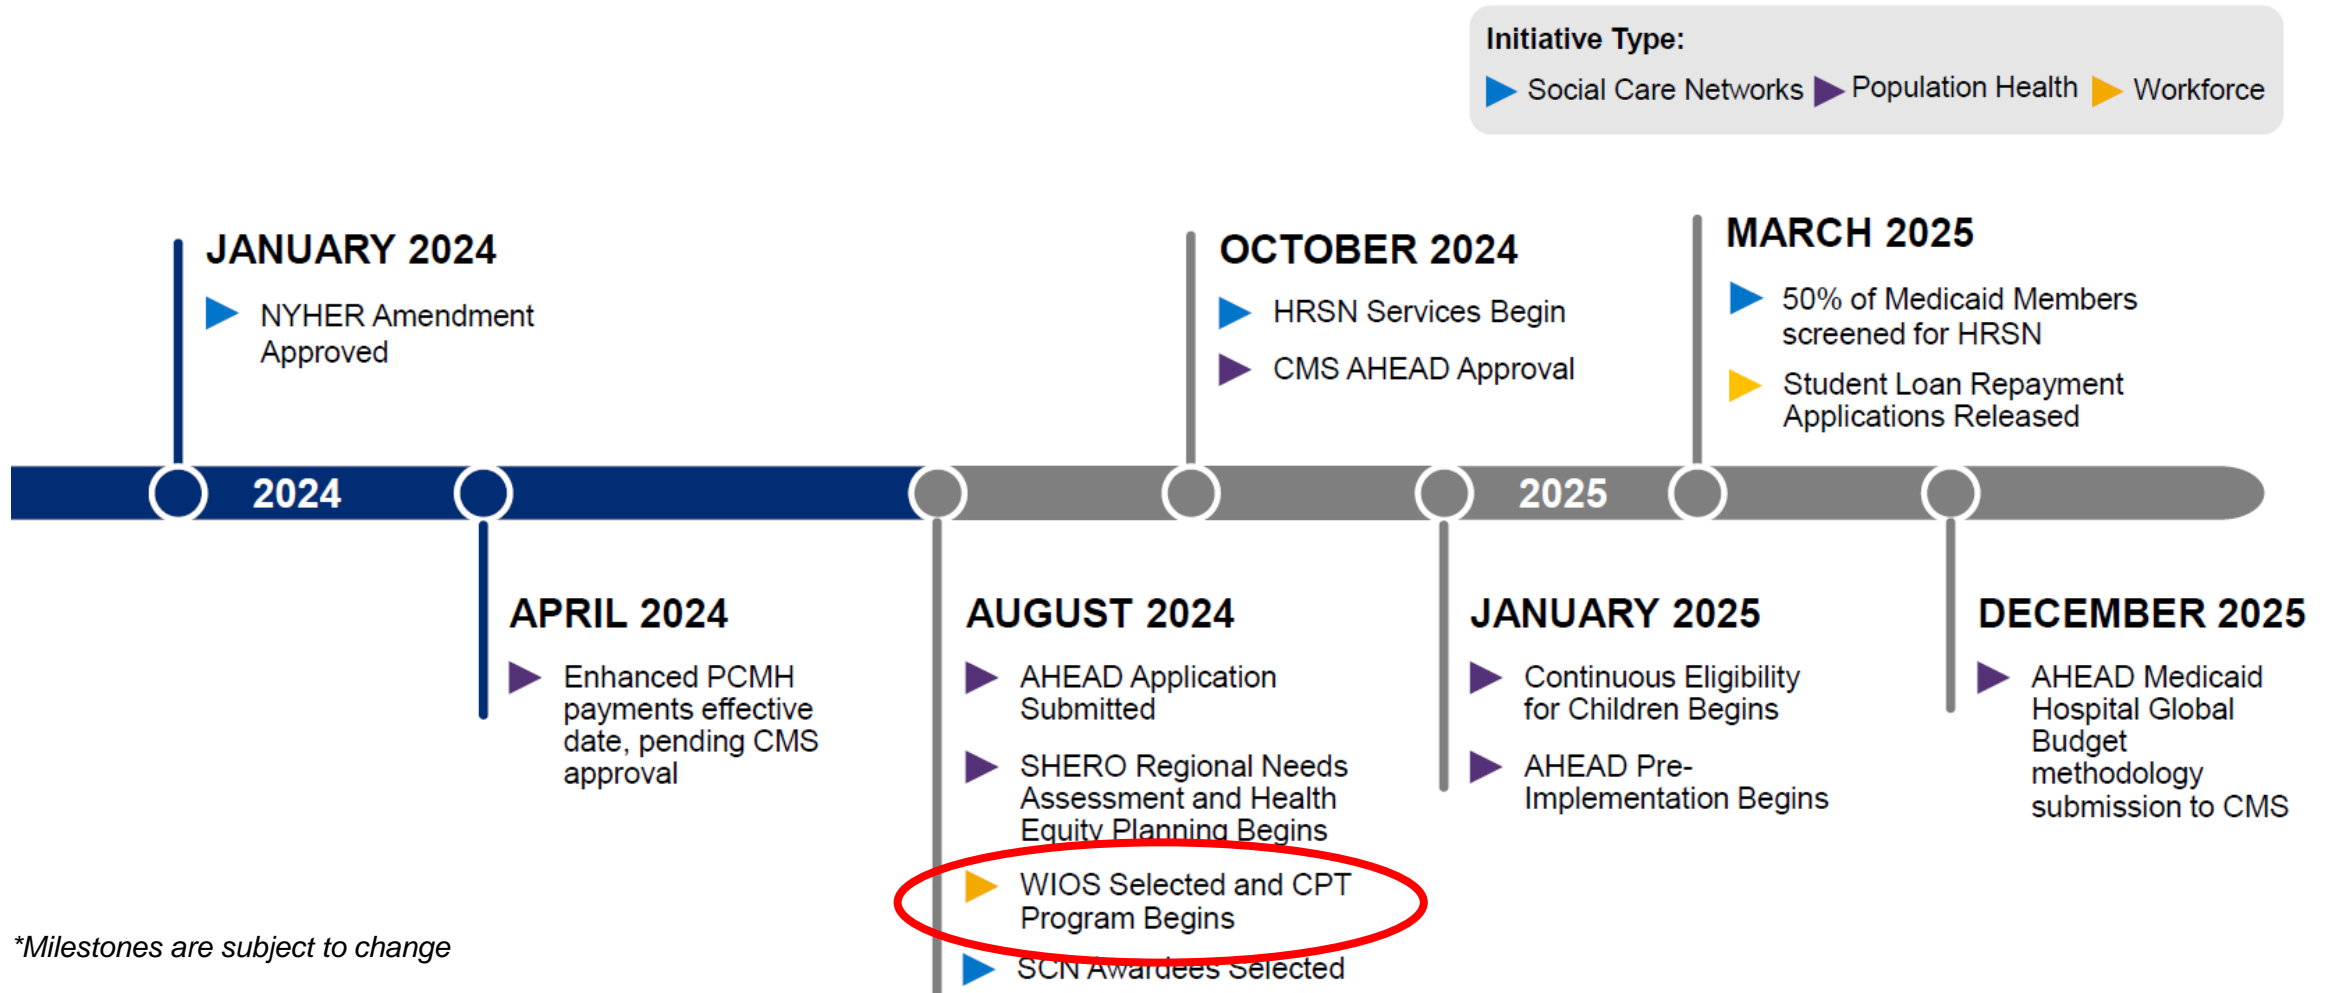 Initiative Type:
Social Care Networks Population Health Workforce
JANUARY 2024
NYHER Amendment
Approved
OCTOBER 2024
HRSN Services Begin
CMS AHEAD Approval
MARCH 2025
50% of Medicaid Members
screened for HRSN
Student Loan Repayment
Applications Released
2024
2025
APRIL 2024
Enhanced PCMH
payments effective
date, pending CMS
approval
AUGUST 2024
AHEAD Application
Submitted
SHERO Regional Needs
Assessment and Health
Equity Planning Begins
WIOS Selected and CPT
Program Begins
SCN Awardees Selected
JANUARY 2025
Continuous Eligibility
for Children Begins
AHEAD Pre-
Implementation Begins
DECEMBER 2025
AHEAD Medicaid
Hospital Global
Budget
methodology
submission to CMS
*Milestones are subject to change